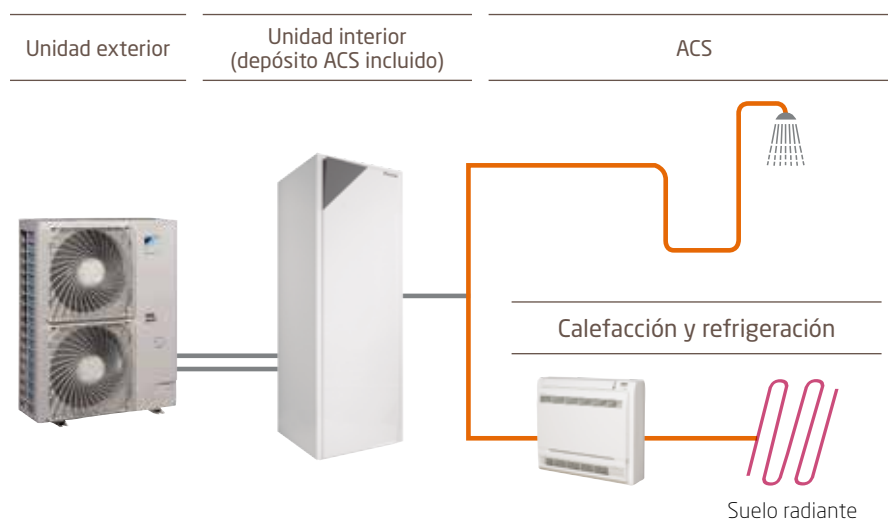 Unidad exterior
Unidad interior
(depósito ACS incluido)
ACS
Calefacción y refrigeración
Suelo radiante